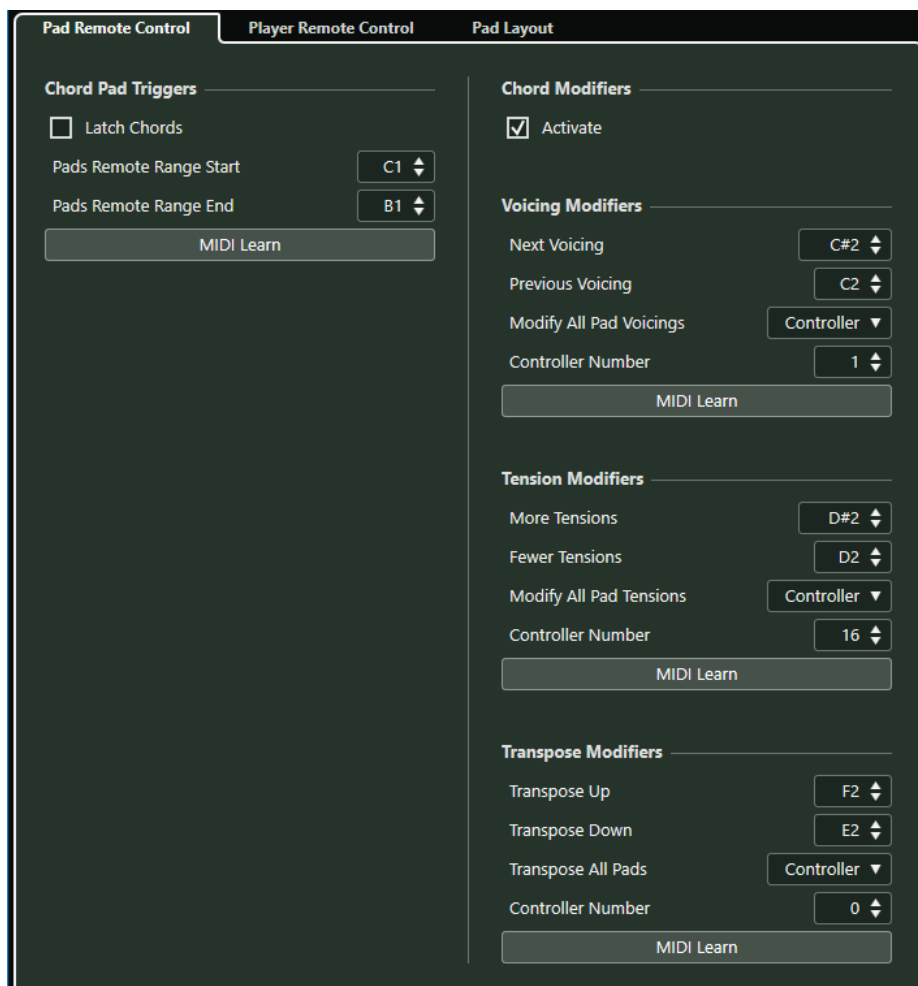 Pad Remote Control
Player Remote Control
Pad Layout
Chord Pad Triggers
Latch Chords
Pads Remote Range Start C1
Pads Remote Range End B1
MIDI Learn
Chord Modifiers
Activate
Voicing Modifiers
Next Voicing C#2
Previous Voicing C2
Modify All Pad Voicings Controller
Controller Number 1
MIDI Learn
Tension Modifiers
More Tensions D#2
Fewer Tensions D2
Modify All Pad Tensions Controller
Controller Number 16
MIDI Learn
Transpose Modifiers
Transpose Up F2
Transpose Down E2
Transpose All Pads Controller
Controller Number 0
MIDI Learn